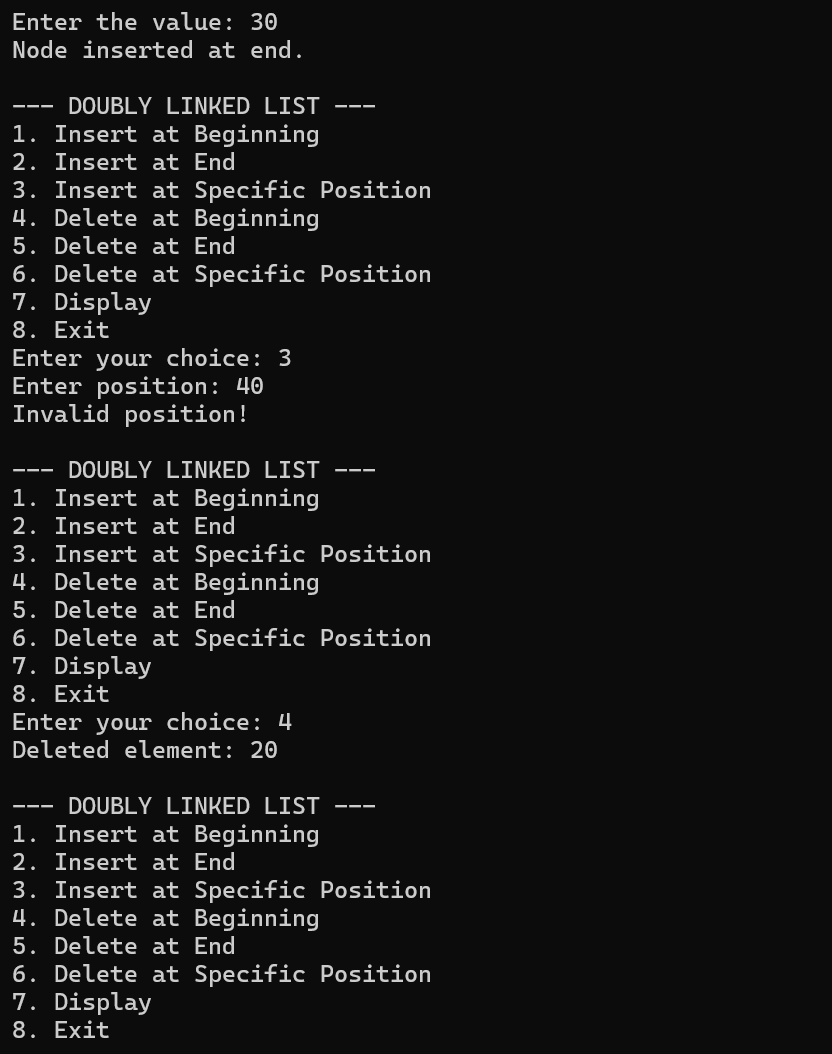 Enter the value: 30
Node inserted at end.

--- DOUBLY LINKED LIST ---
1. Insert at Beginning
2. Insert at End
3. Insert at Specific Position
4. Delete at Beginning
5. Delete at End
6. Delete at Specific Position
7. Display
8. Exit
Enter your choice: 3
Enter position: 40
Invalid position!

--- DOUBLY LINKED LIST ---
1. Insert at Beginning
2. Insert at End
3. Insert at Specific Position
4. Delete at Beginning
5. Delete at End
6. Delete at Specific Position
7. Display
8. Exit
Enter your choice: 4
Deleted element: 20

--- DOUBLY LINKED LIST ---
1. Insert at Beginning
2. Insert at End
3. Insert at Specific Position
4. Delete at Beginning
5. Delete at End
6. Delete at Specific Position
7. Display
8. Exit